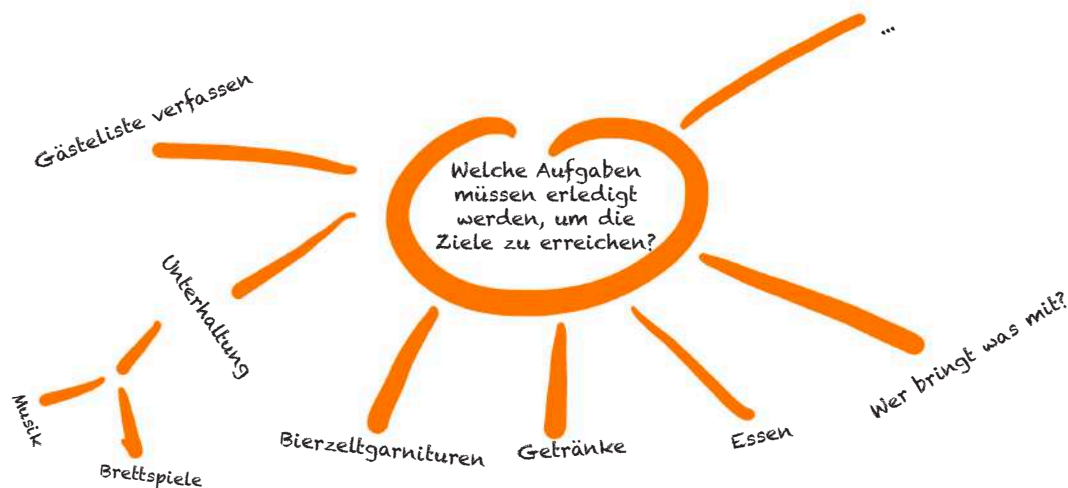 ...
Gästeliste verfassen
Welche Aufgaben
müssen erledigt
werden, um die
Ziele zu erreichen?
Unterhaltung
Wer bringt was mit?
Musik
Brettspiele
Bierzeltgarnituren
Getränke
Essen